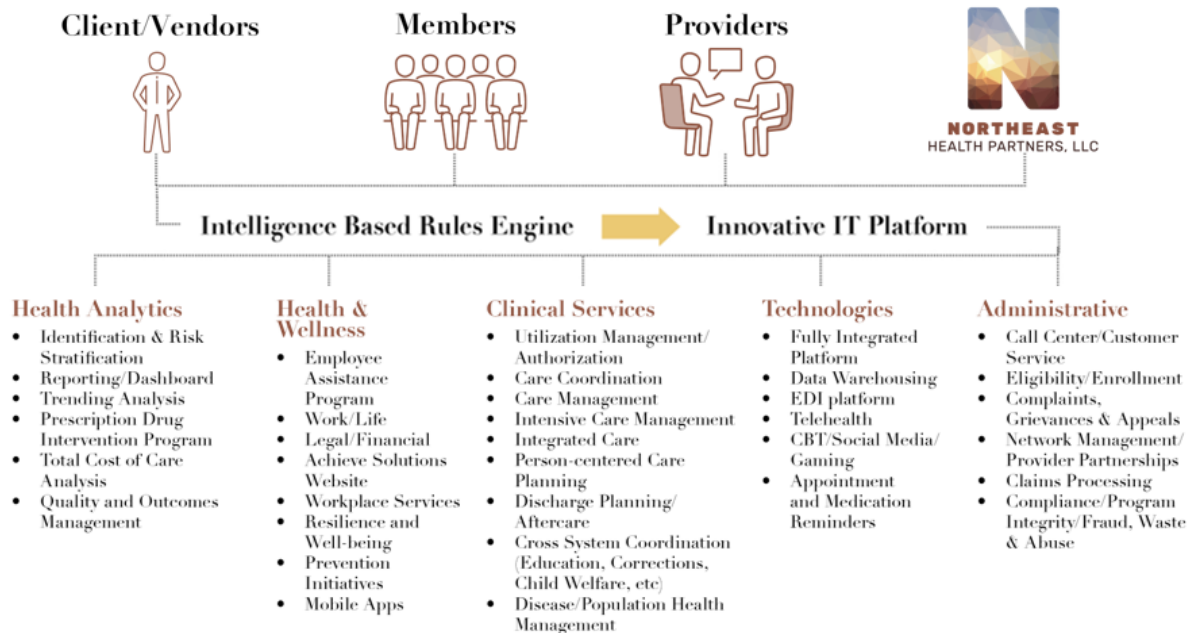 Client/Vendors
Members
Providers
N
NORTHEAST
HEALTH PARTNERS, LLC
Intelligence Based Rules Engine
Innovative IT Platform
Health Analytics
• Identification & Risk
Stratification
• Reporting/Dashboard
• Trending Analysis
• Prescription Drug
Intervention Program
• Total Cost of Care
Analysis
• Quality and Outcomes
Management
Health &
Wellness
• Employee
Assistance
Program
• Work/Life
• Legal/Financial
• Achieve Solutions
Website
• Workplace Services
• Resilience and
Well-being
• Prevention
Initiatives
• Mobile Apps
Clinical Services
• Utilization Management/
Authorization
• Care Coordination
• Care Management
• Intensive Care Management
• Integrated Care
• Person-centered Care
Planning
• Discharge Planning/
Aftercare
• Cross System Coordination
(Education, Corrections,
Child Welfare, etc)
• Disease/Population Health
Management
Technologies
• Fully Integrated
Platform
• Data Warehousing
• EDI platform
• Telehealth
• CBT/Social Media/
Gaming
• Appointment
and Medication
Reminders
Administrative
• Call Center/Customer
Service
• Eligibility/Enrollment
• Complaints,
Grievances & Appeals
• Network Management/
Provider Partnerships
• Claims Processing
• Compliance/Program
Integrity/Fraud, Waste
& Abuse